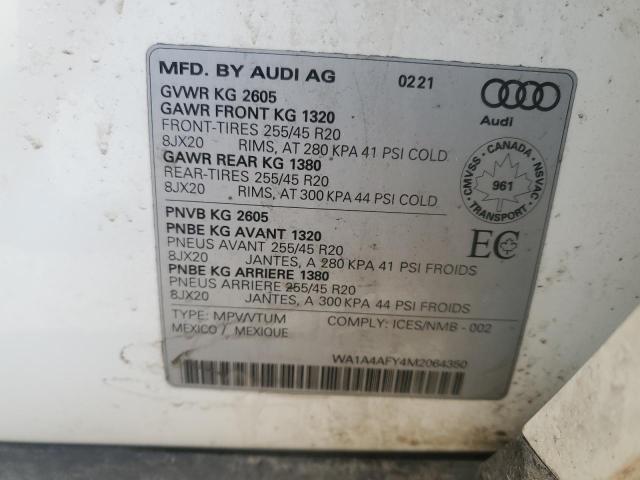 MFD. BY AUDI AG 0221
GVWR KG 2605
GAWR FRONT KG 1320
FRONT-TIRES 255/45 R20
8JX20 RIMS, AT 280 KPA 41 PSI COLD
GAWR REAR KG 1380
REAR-TIRES 255/45 R20
8JX20 RIMS, AT 300 KPA 44 PSI COLD
PNVB KG 2605
PNBE KG AVANT 1320
PNEUS AVANT 255/45 R20
8JX20 JANTES, A 280 KPA 41 PSI FROIDS
PNBE KG ARRIERE 1380
PNEUS ARRIERE 255/45 R20
8JX20 JANTES, A 300 KPA 44 PSI FROIDS
TYPE: MPV/VTUM COMPLY: ICES/NMB - 002
MEXICO / MEXIQUE
WA1A4AFY4M2064350
Audi
CMVSS - CANADA - NSVAC
961
TRANSPORT
EC